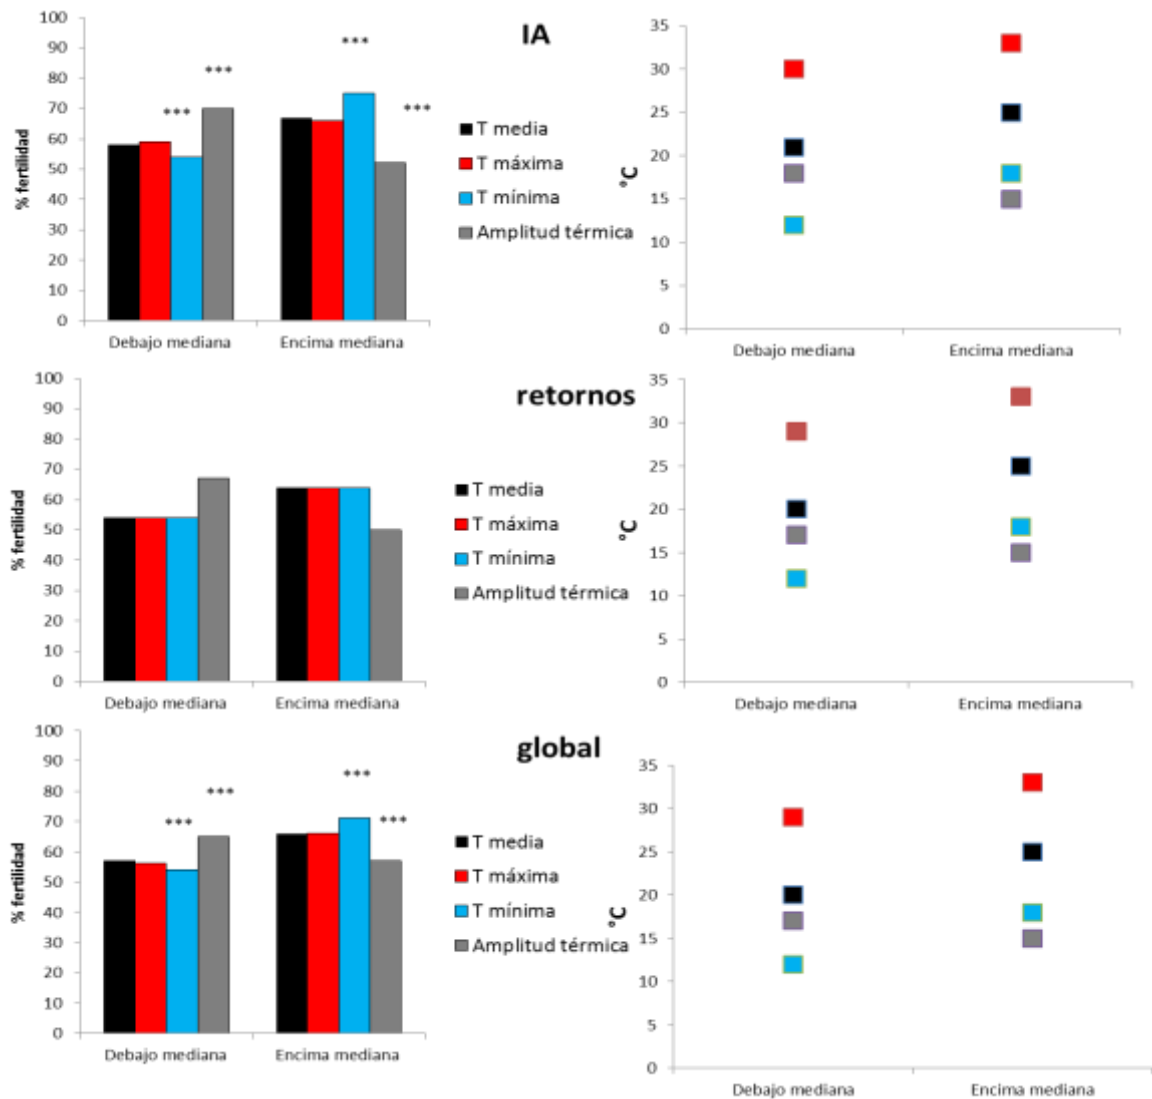 IA
% fertilidad
100
90
80
70
60
50
40
30
20
10
0
***
***
***
***
Debajo mediana
Encima mediana
T media
T máxima
T mínima
Amplitud térmica
°C
35
30
25
20
15
10
5
0
Debajo mediana
Encima mediana
retornos
% fertilidad
100
90
80
70
60
50
40
30
20
10
0
Debajo mediana
Encima mediana
T media
T máxima
T mínima
Amplitud térmica
°C
35
30
25
20
15
10
5
0
Debajo mediana
Encima mediana
global
% fertilidad
100
90
80
70
60
50
40
30
20
10
0
***
***
***
***
Debajo mediana
Encima mediana
T media
T máxima
T mínima
Amplitud térmica
°C
35
30
25
20
15
10
5
0
Debajo mediana
Encima mediana